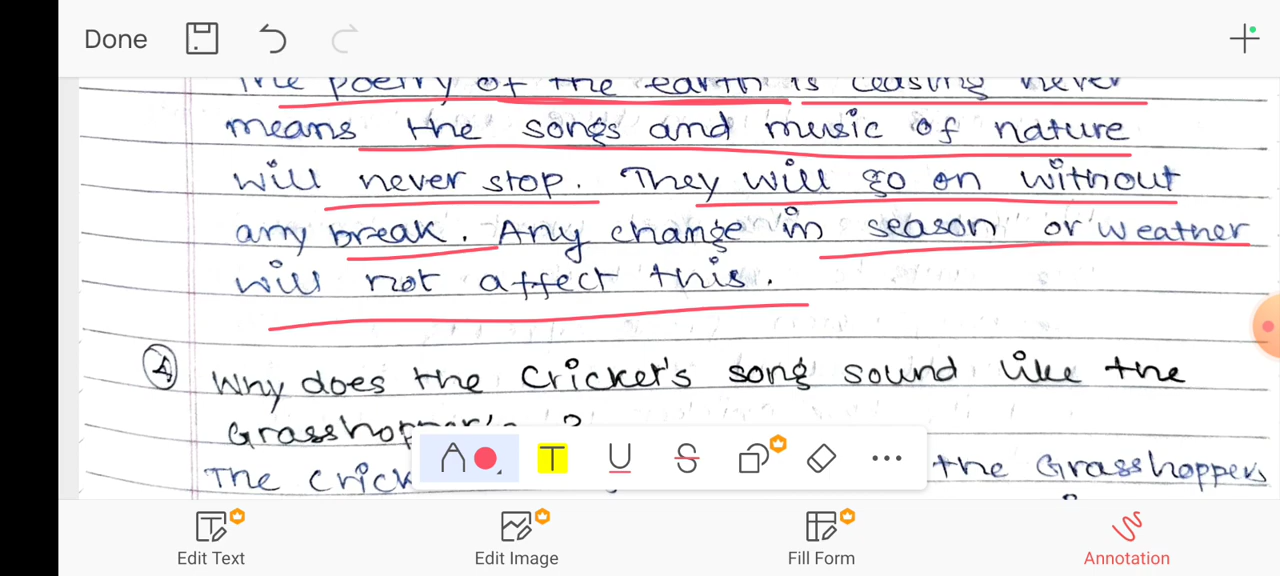 Done
The poetry of the earth is ceasing never
means the songs and music of nature
will never stop. They will go on without
any break. Any change in season or weather
will not affect this.
4 Why does the Cricket's song sound like the
Grasshopper's ?
The Crick the Grasshoppers
T U S
Edit Text
Edit Image
Fill Form
Annotation